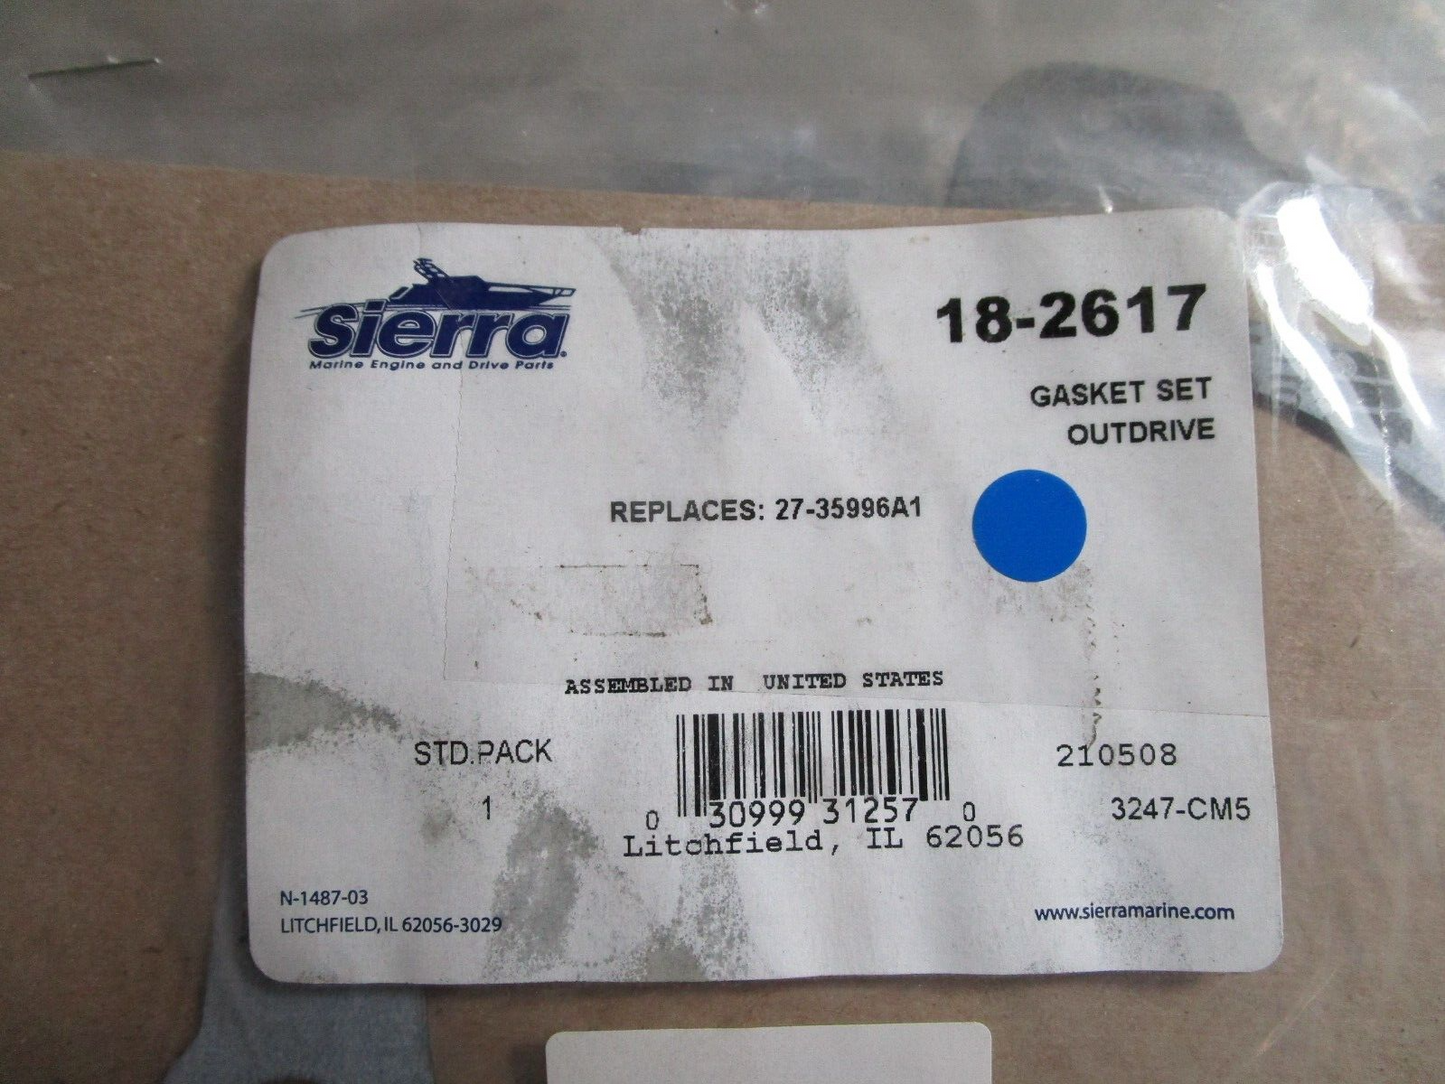 Sierra
Marine Engine and Drive Parts
18-2617
GASKET SET
OUTDRIVE
REPLACES: 27-35996A1
ASSEMBLED IN UNITED STATES
STD.PACK
210508
1
0 30999 31257 0
3247-CM5
Litchfield, IL 62056
N-1487-03
LITCHFIELD, IL 62056-3029
www.sierramarine.com